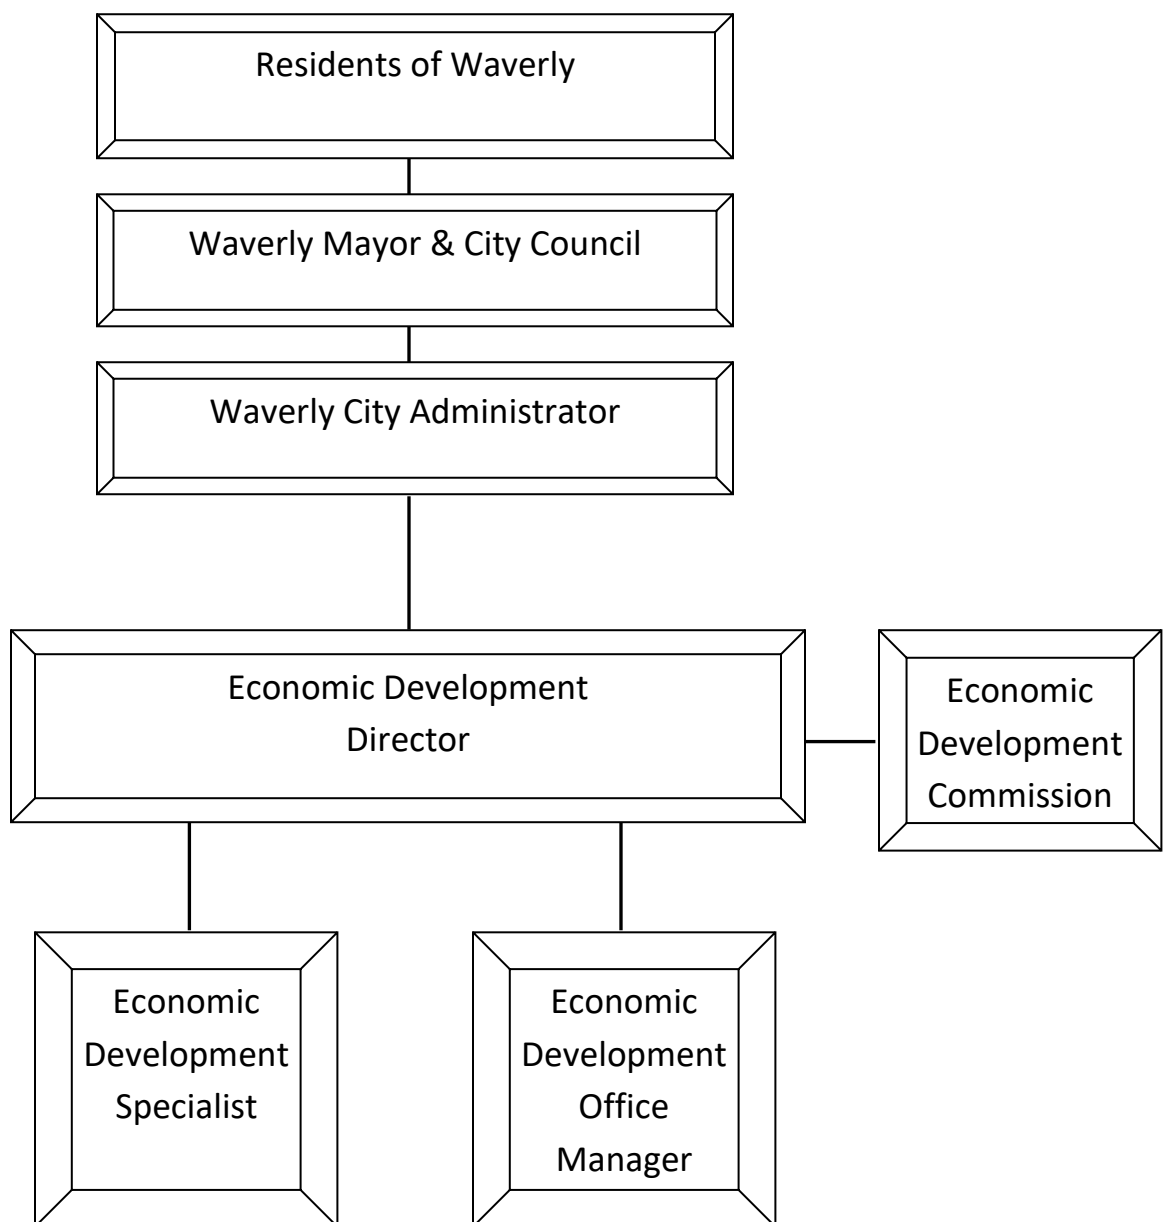 Residents of Waverly
Waverly Mayor & City Council
Waverly City Administrator
Economic Development
Director
Economic
Development
Commission
Economic
Development
Specialist
Economic
Development
Office
Manager